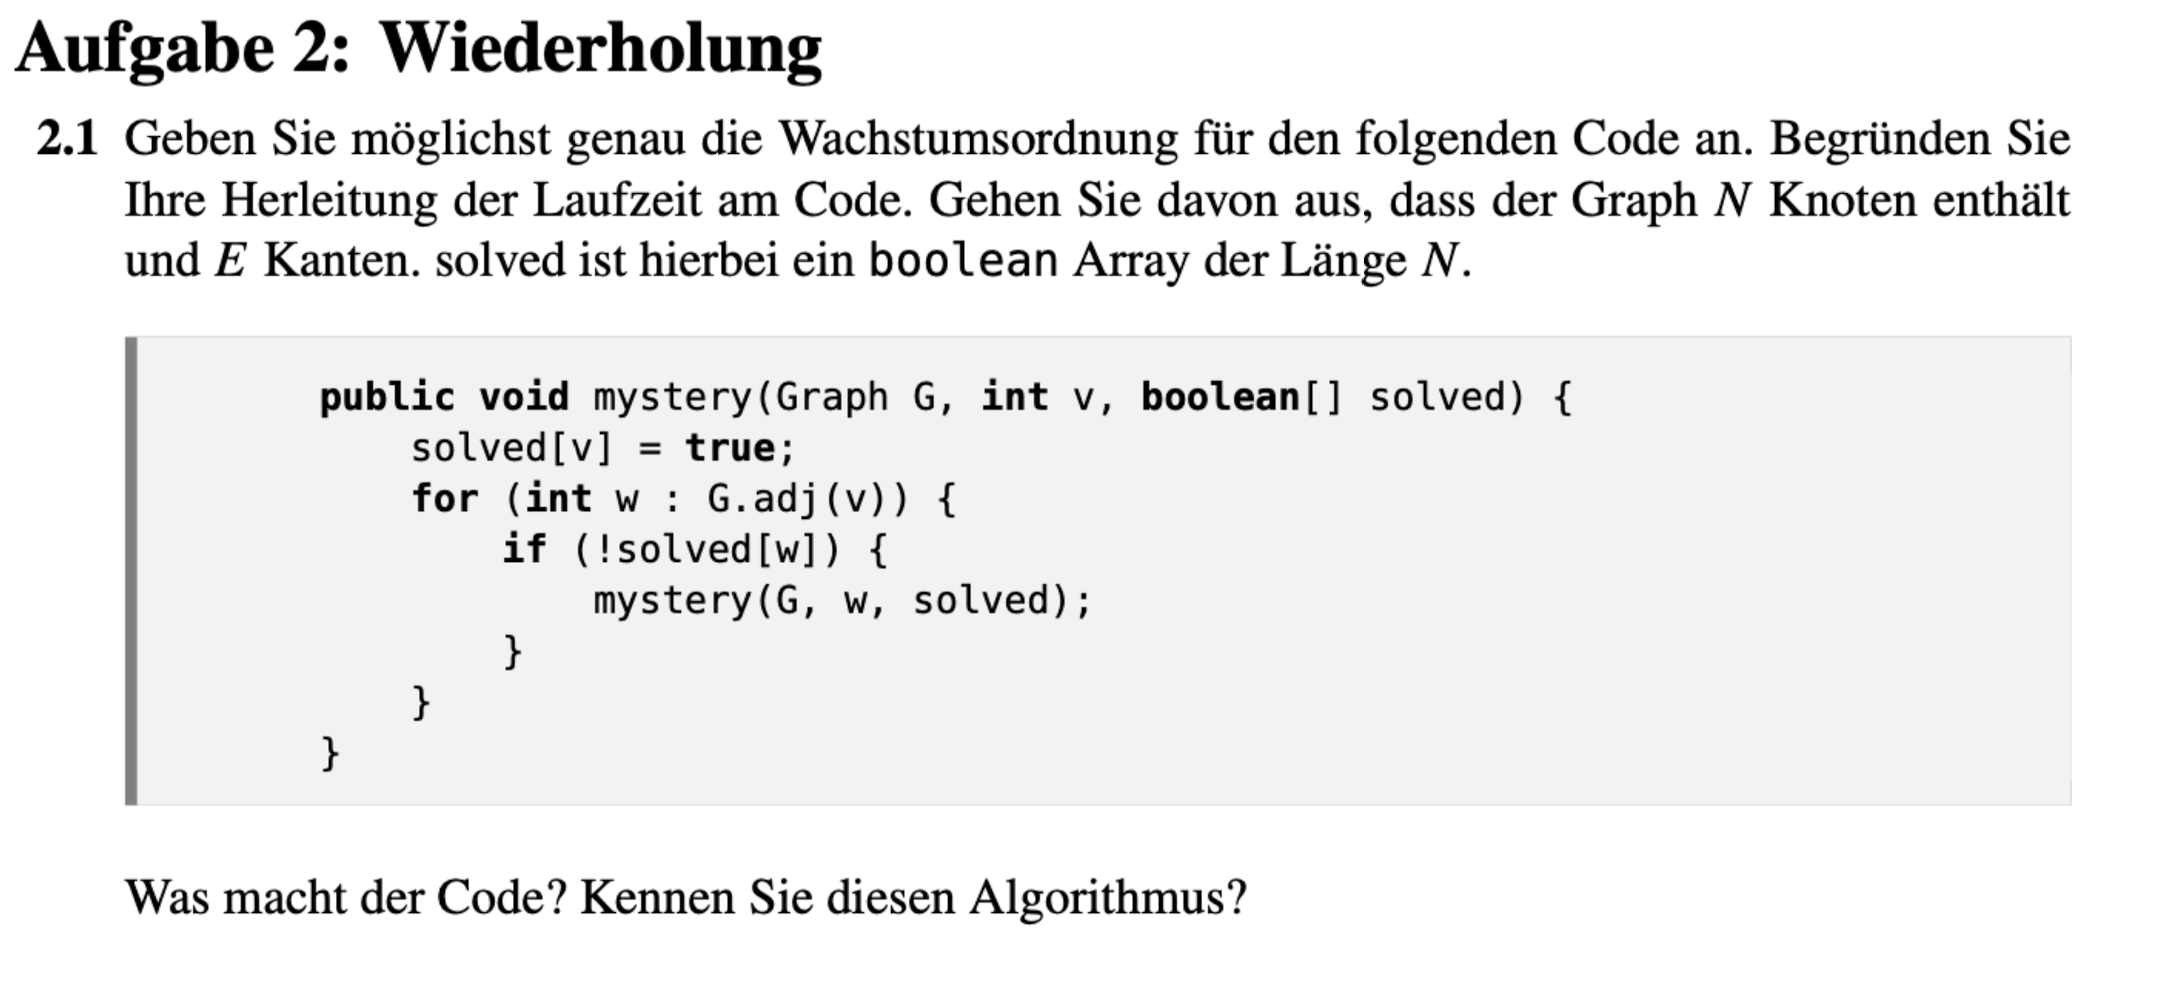 Aufgabe 2: Wiederholung
2.1 Geben Sie möglichst genau die Wachstumsordnung für den folgenden Code an. Begründen Sie
Ihre Herleitung der Laufzeit am Code. Gehen Sie davon aus, dass der Graph N Knoten enthält
und E Kanten. solved ist hierbei ein boolean Array der Länge N.
public void mystery(Graph G, int v, boolean[] solved) {
    solved[v] = true;
    for (int w : G.adj(v)) {
        if (!solved[w]) {
            mystery(G, w, solved);
        }
    }
}
Was macht der Code? Kennen Sie diesen Algorithmus?